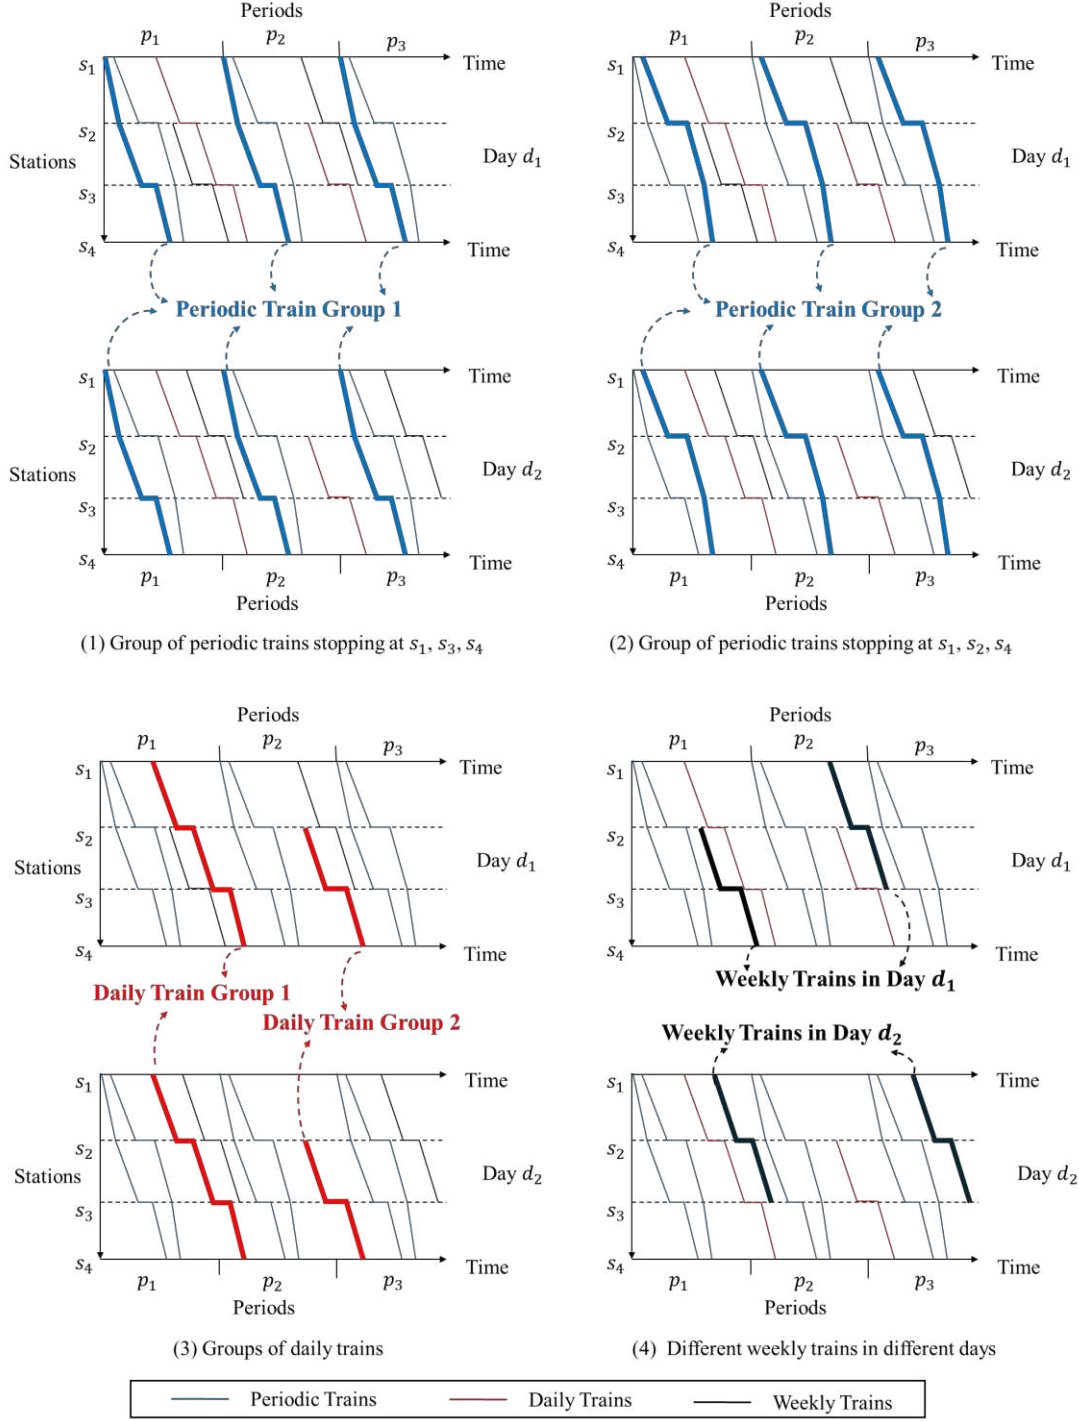 Periods Periods
p₁ p₂ p₃ p₁ p₂ p₃
s₁ Time s₁ Time
s₂ s₂
Stations Day d₁ Day d₁
s₃ s₃
s₄ Time s₄ Time
Periodic Train Group 1 Periodic Train Group 2
s₁ Time s₁ Time
s₂ s₂
Stations Day d₂ Day d₂
s₃ s₃
s₄ Time s₄ Time
p₁ p₂ p₃ p₁ p₂ p₃
Periods Periods
(1) Group of periodic trains stopping at s₁, s₃, s₄ (2) Group of periodic trains stopping at s₁, s₂, s₄
Periods Periods
p₁ p₂ p₃ p₁ p₂ p₃
s₁ Time s₁ Time
s₂ s₂
Stations Day d₁ Day d₁
s₃ s₃
s₄ Time s₄ Time
Daily Train Group 1 Weekly Trains in Day d₁
Daily Train Group 2 Weekly Trains in Day d₂
s₁ Time s₁ Time
s₂ s₂
Stations Day d₂ Day d₂
s₃ s₃
s₄ Time s₄ Time
p₁ p₂ p₃ p₁ p₂ p₃
Periods Periods
(3) Groups of daily trains (4) Different weekly trains in different days
Periodic Trains Daily Trains Weekly Trains